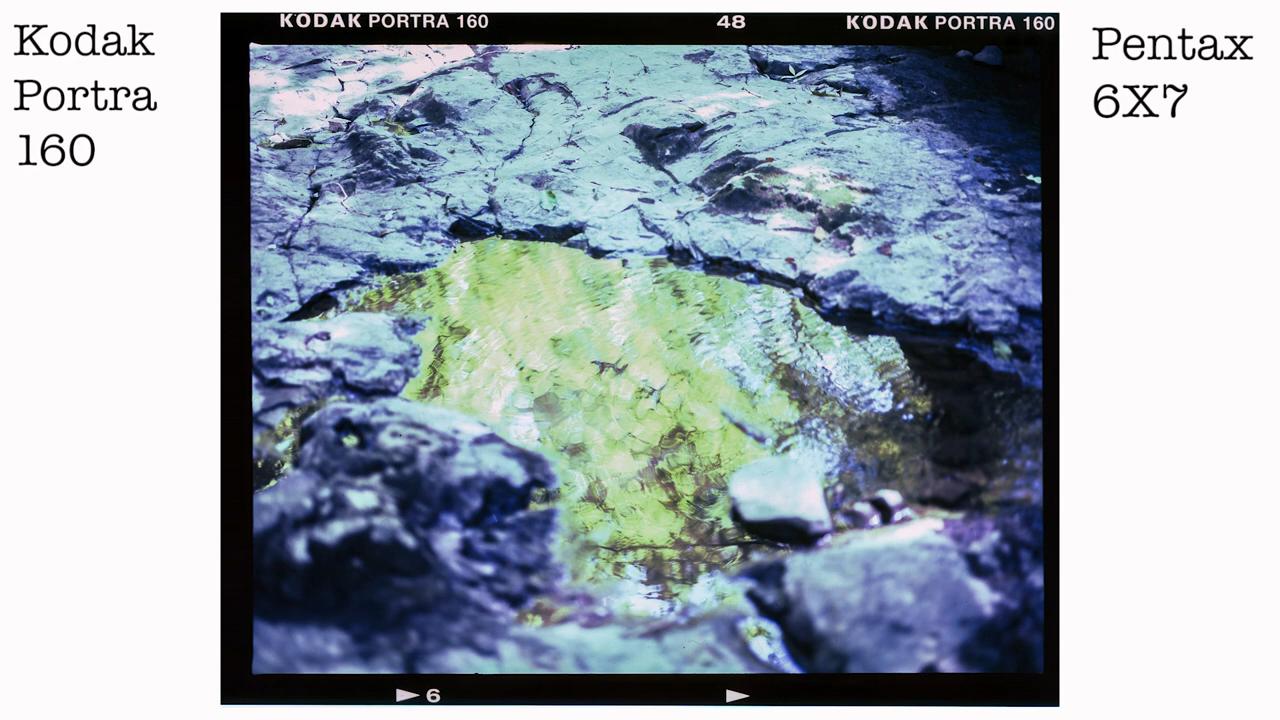 Kodak
Portra
160
KODAK PORTRA 160
48
KODAK PORTRA 160
Pentax
6X7
6